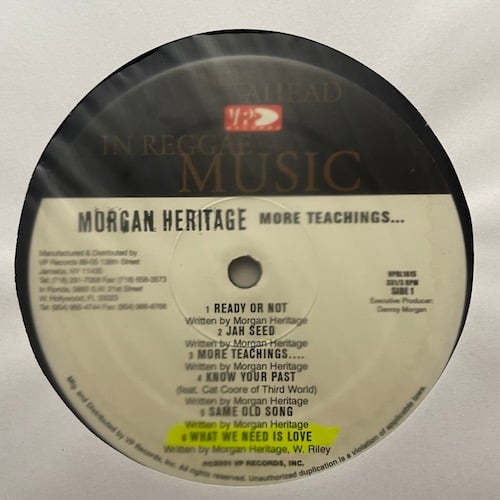 AHEAD
VP
RECORDS
IN REGGAE
MUSIC
MORGAN HERITAGE MORE TEACHINGS...
Manufactured & Distributed by
VP Records 89-05 138th Street
Jamaica, NY 11435
Tel (718) 291-7058 Fax (718) 658-3573
In Florida, S.W. 21st Street
W. Hollywood, FL 33023
Tel: (954) 966-4744 Fax: (954) 966-8766
VPRL1615
33 1/3 RPM
SIDE 1
Executive Producer:
Denroy Morgan
1 READY OR NOT
Written by Morgan Heritage
2 JAH SEED
Written by Morgan Heritage
3 MORE TEACHINGS....
Written by Morgan Heritage
4 KNOW YOUR PAST
(feat. Cat Coore of Third World)
Written by Morgan Heritage
5 SAME OLD SONG
Written by Morgan Heritage
6 WHAT WE NEED IS LOVE
Written by Morgan Heritage, W. Riley
℗©2001 VP RECORDS, INC.
Mfg. and Distributed by VP Records, Inc. All rights reserved. Unauthorized duplication is a violation of applicable laws.